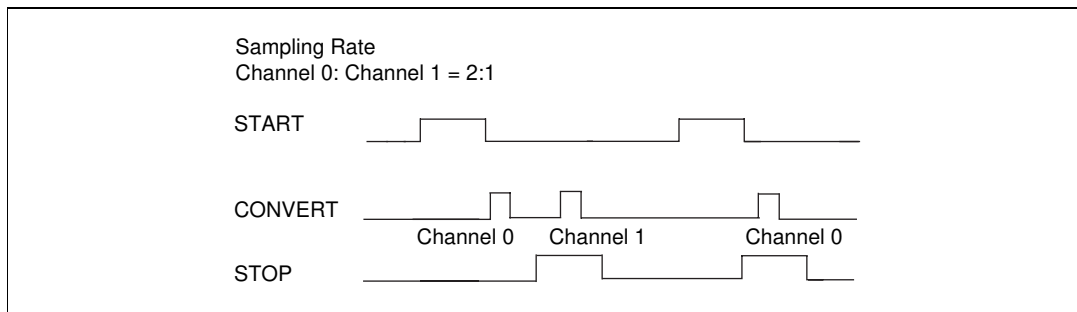 Sampling Rate
Channel 0: Channel 1 = 2:1
START
CONVERT
Channel 0 Channel 1 Channel 0
STOP